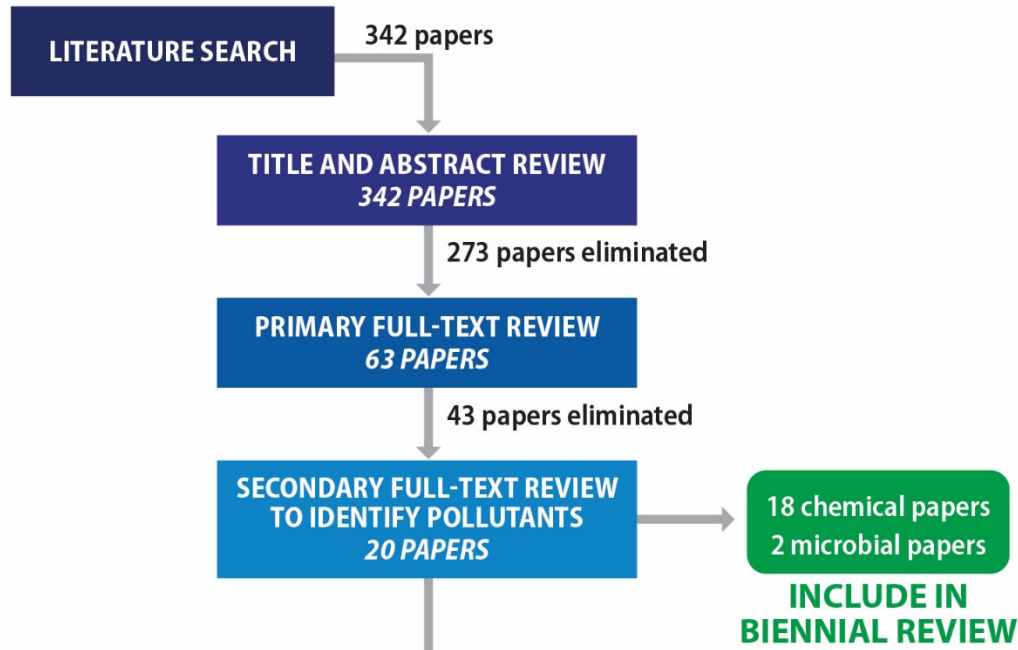 LITERATURE SEARCH
342 papers
TITLE AND ABSTRACT REVIEW
342 PAPERS
273 papers eliminated
PRIMARY FULL-TEXT REVIEW
63 PAPERS
43 papers eliminated
SECONDARY FULL-TEXT REVIEW
TO IDENTIFY POLLUTANTS
20 PAPERS
18 chemical papers
2 microbial papers
INCLUDE IN
BIENNIAL REVIEW